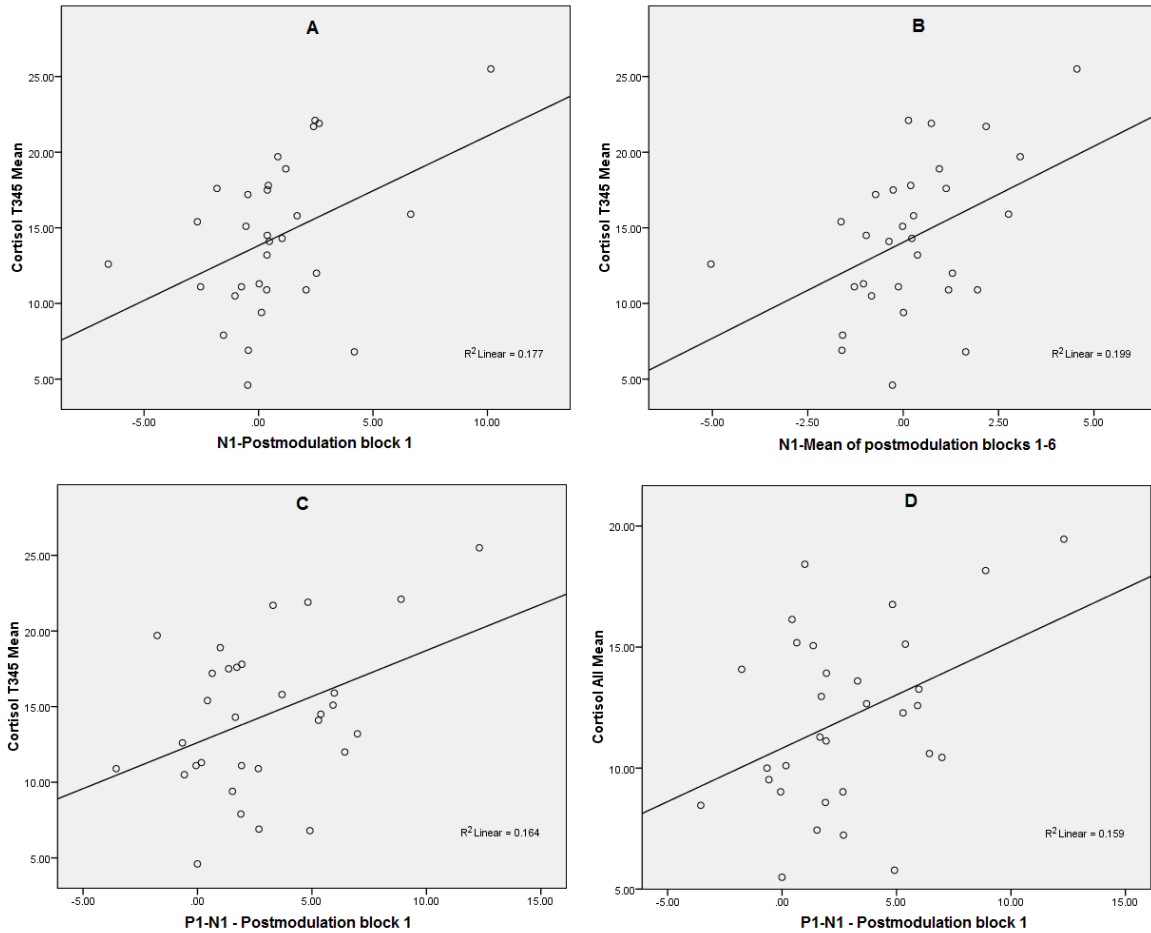 A
Cortisol T345 Mean
25.00
20.00
15.00
10.00
5.00
R² Linear = 0.177
-5.00 .00 5.00 10.00
N1-Postmodulation block 1
B
Cortisol T345 Mean
25.00
20.00
15.00
10.00
5.00
R² Linear = 0.199
-5.00 -2.50 .00 2.50 5.00
N1-Mean of postmodulation blocks 1-6
C
Cortisol T345 Mean
25.00
20.00
15.00
10.00
5.00
R² Linear = 0.164
-5.00 .00 5.00 10.00 15.00
P1-N1 - Postmodulation block 1
D
Cortisol All Mean
20.00
15.00
10.00
5.00
R² Linear = 0.159
-5.00 .00 5.00 10.00 15.00
P1-N1 - Postmodulation block 1